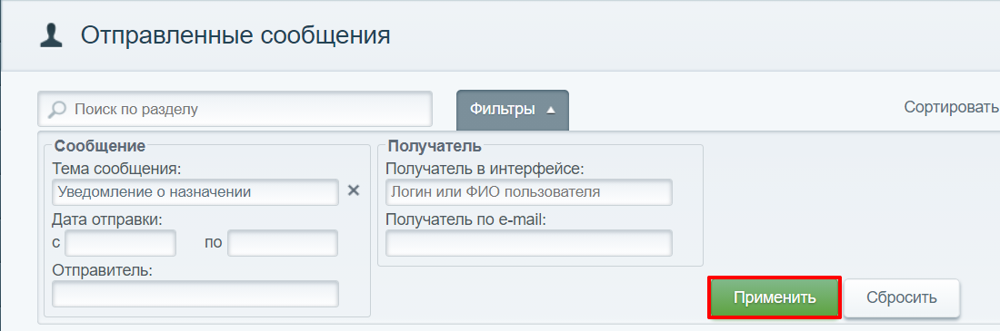 Отправленные сообщения
Поиск по разделу
Фильтры
Сортировать
Сообщение
Тема сообщения:
Уведомление о назначении
Дата отправки:
с
по
Отправитель:
Получатель
Получатель в интерфейсе:
Логин или ФИО пользователя
Получатель по e-mail:
Применить
Сбросить